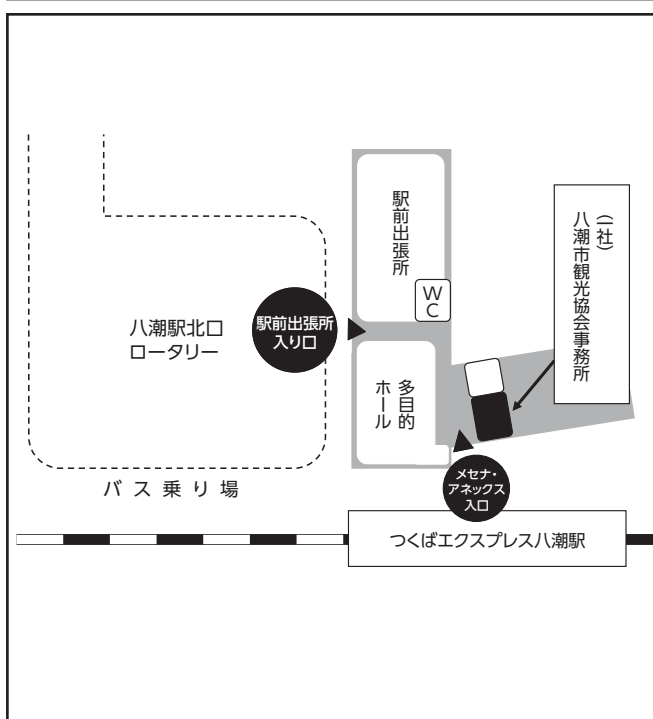 駅前出張所
WC
(一社)
八潮市観光協会事務所
八潮駅北口
ロータリー
駅前出張所
入り口
多目的
ホール
メセナ・
アネックス
入口
バス乗り場
つくばエクスプレス八潮駅